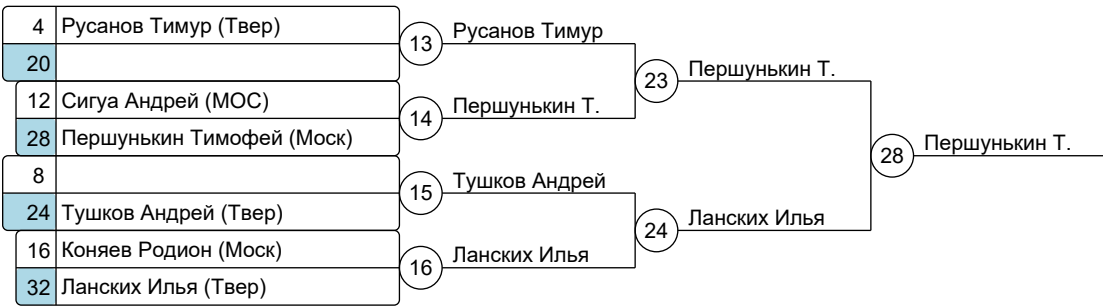 4 Русанов Тимур (Твер)
20
12 Сигуа Андрей (МОС)
28 Першунькин Тимофей (Моск)
8
24 Тушков Андрей (Твер)
16 Коняев Родион (Моск)
32 Ланских Илья (Твер)
13 Русанов Тимур
14 Першунькин Т.
15 Тушков Андрей
16 Ланских Илья
23 Першунькин Т.
24 Ланских Илья
28 Першунькин Т.